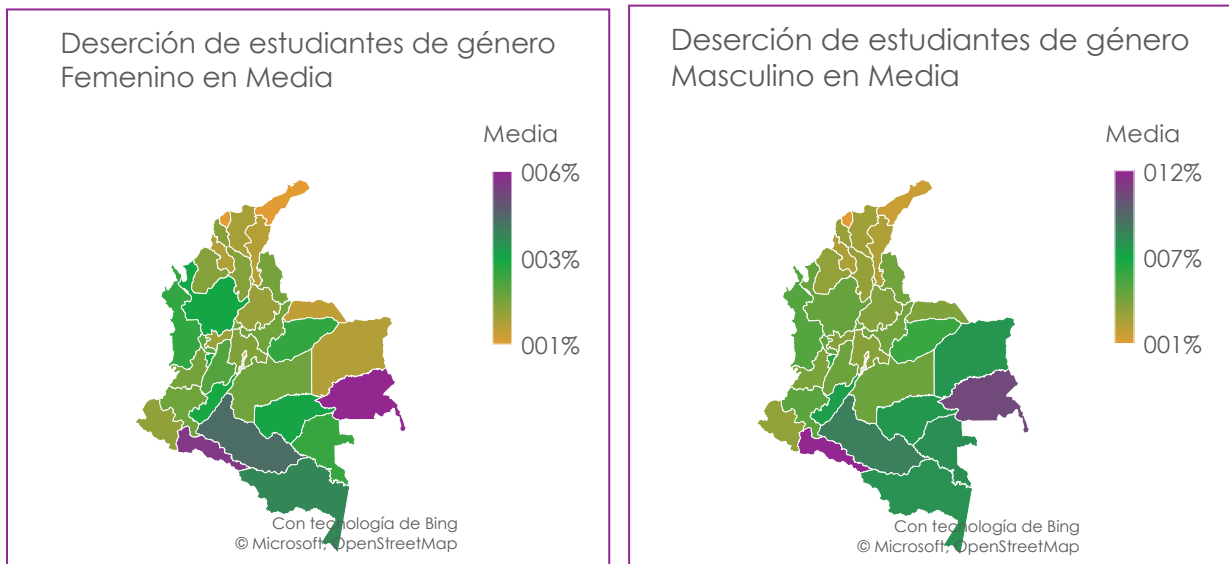 Deserción de estudiantes de género
Femenino en Media
Media
006%
003%
001%
Con tecnología de Bing
© Microsoft, OpenStreetMap
Deserción de estudiantes de género
Masculino en Media
Media
012%
007%
001%
Con tecnología de Bing
© Microsoft, OpenStreetMap